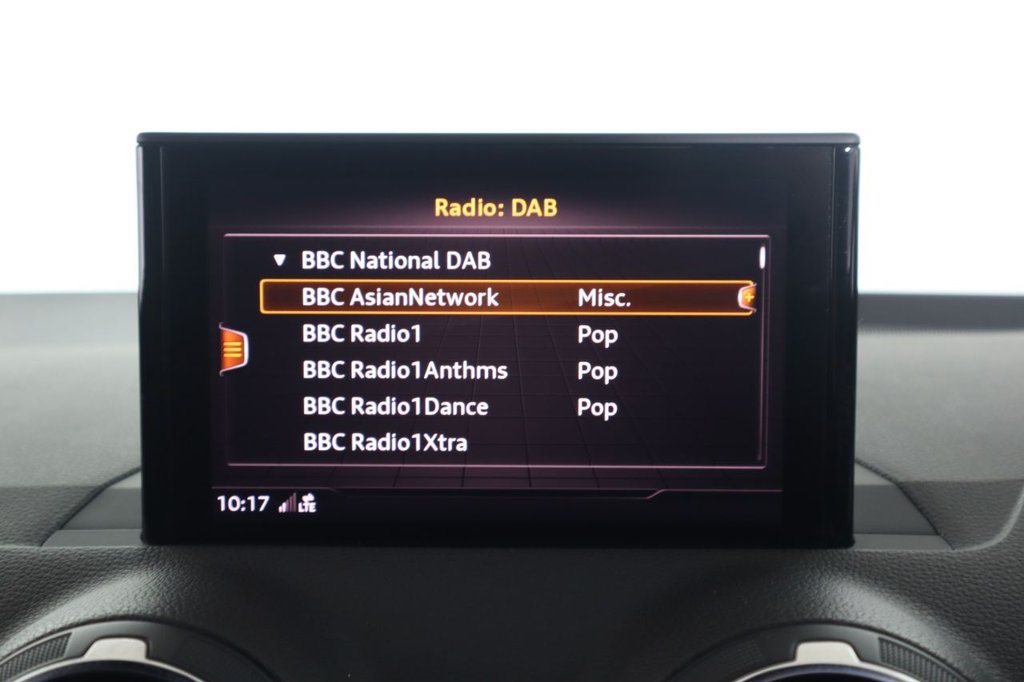 Radio: DAB
BBC National DAB
BBC AsianNetwork Misc.
BBC Radio1 Pop
BBC Radio1Anthms Pop
BBC Radio1Dance Pop
BBC Radio1Xtra
10:17 LTE